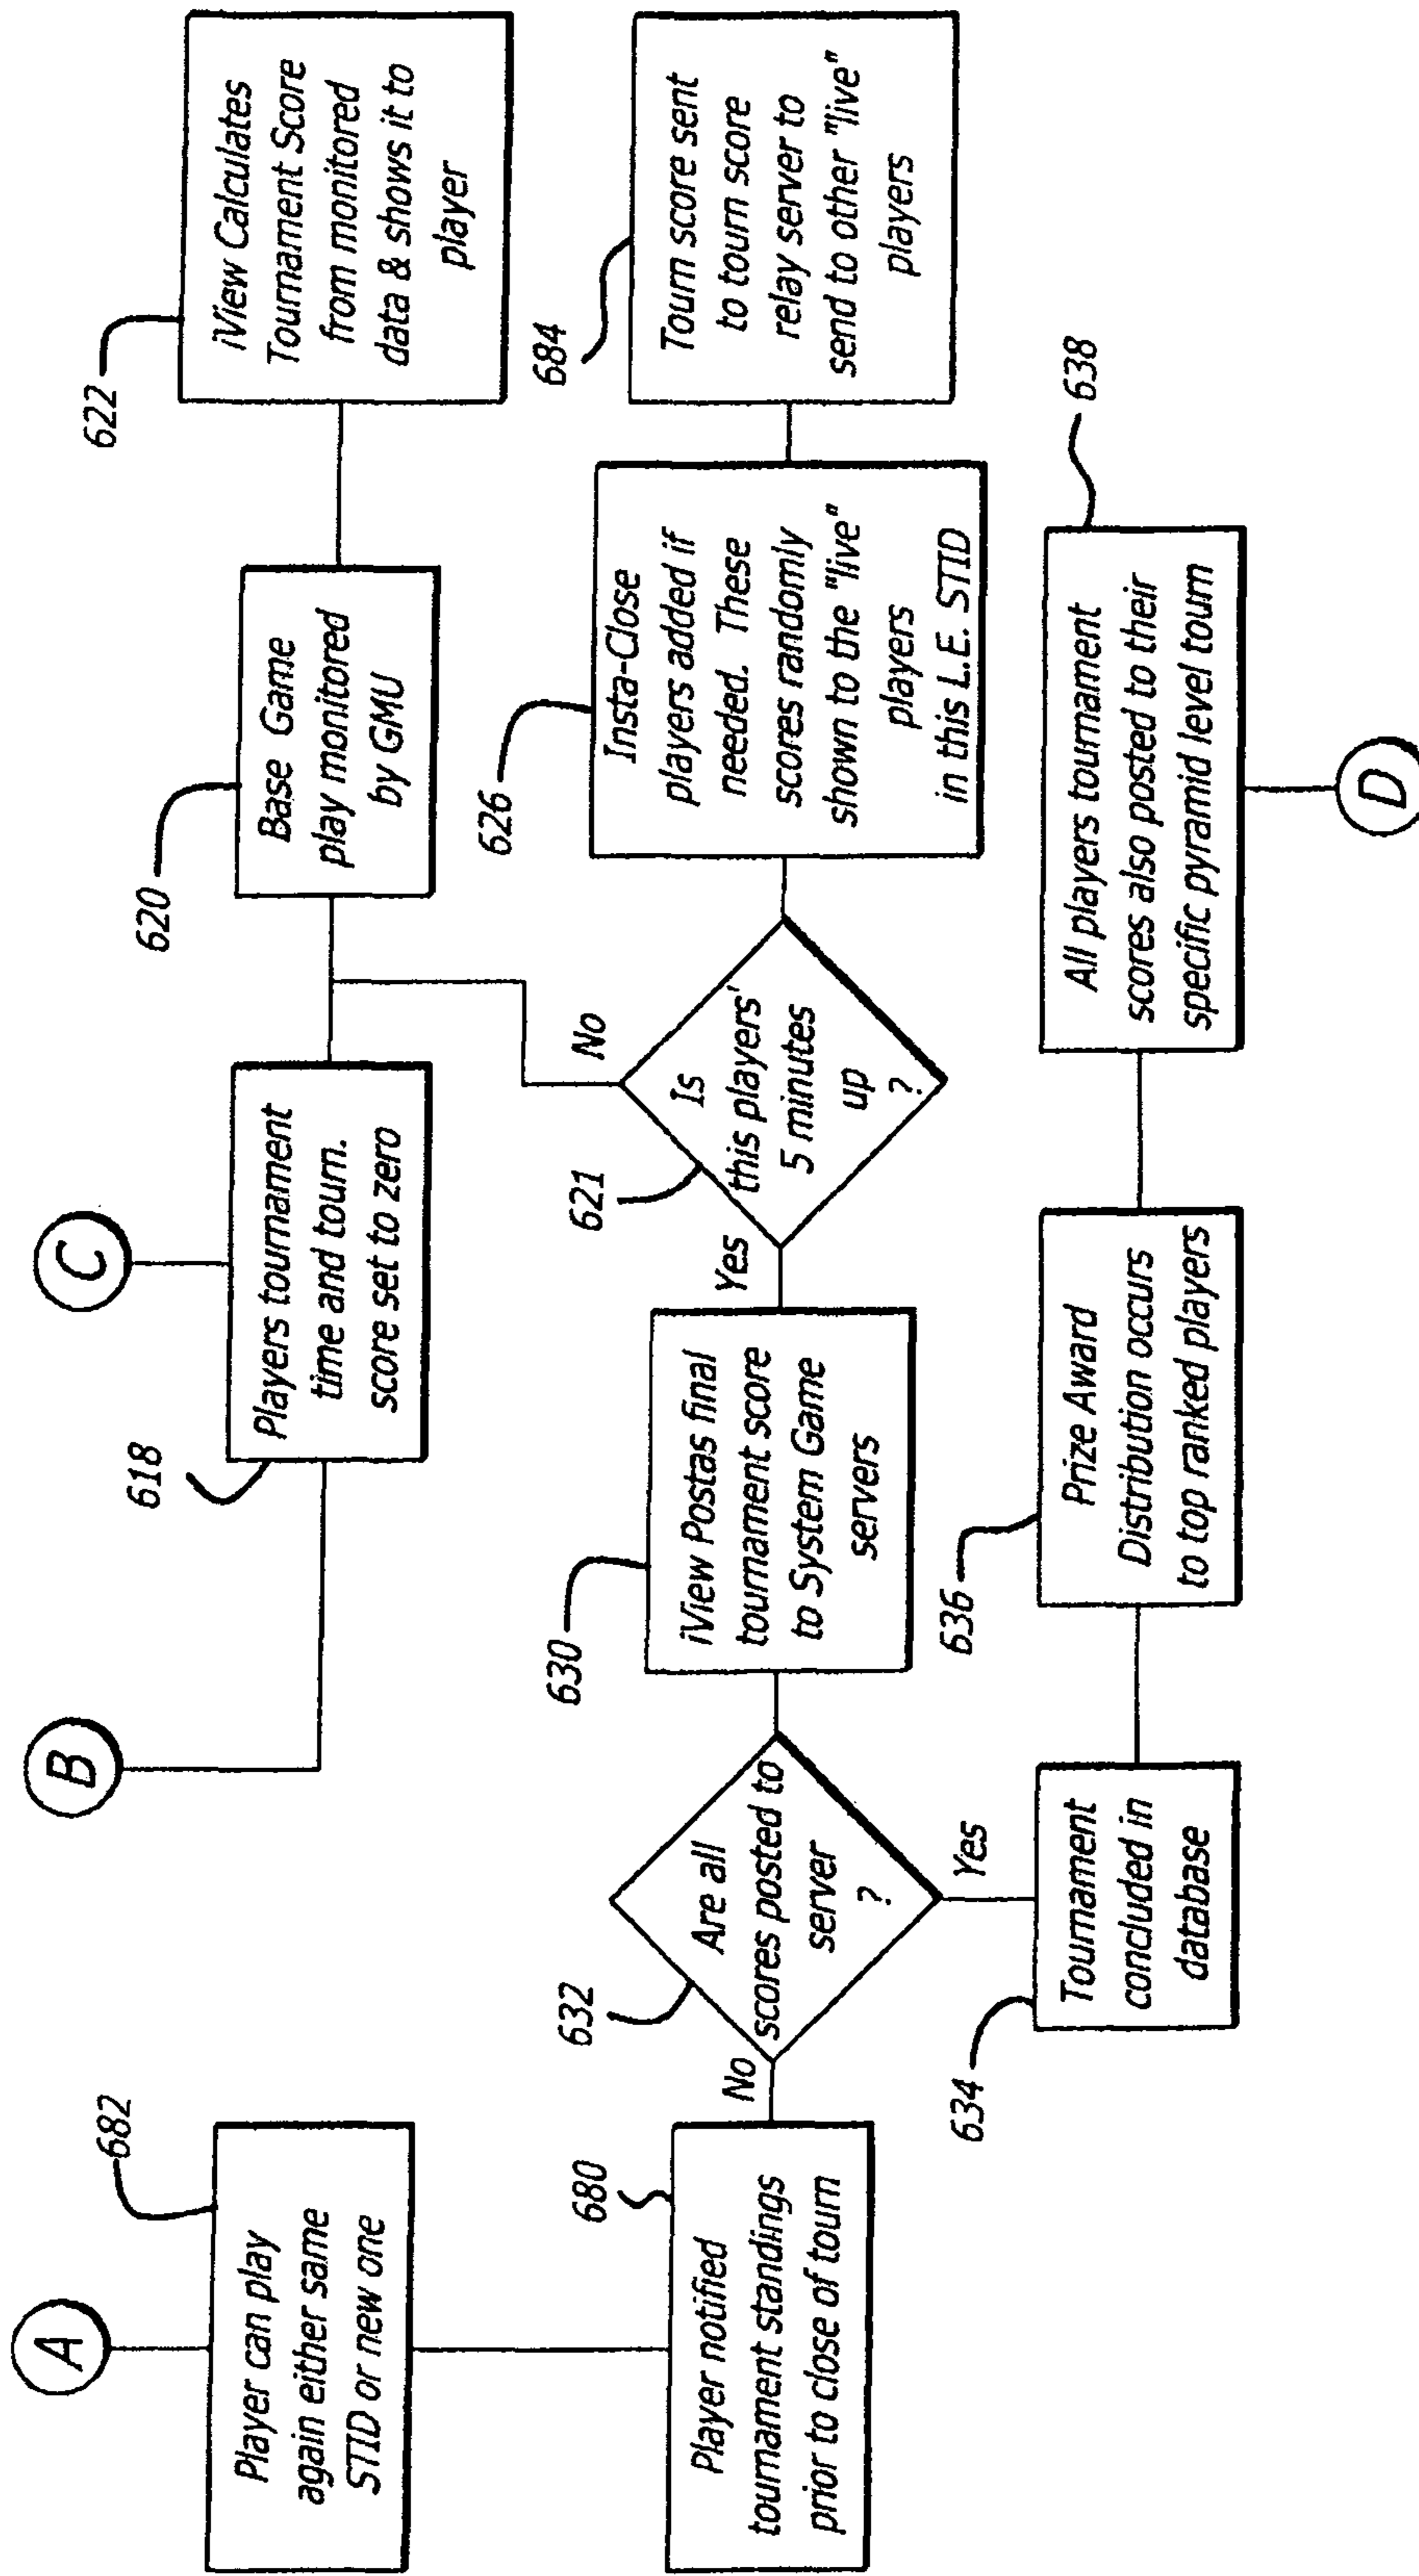 A
B
C
682
Player can play
again either same
STID or new one
618
Players tournament
time and tourn.
score set to zero
620
Base Game
play monitored
by GMU
622
iView Calculates
Tournament Score
from monitored
data & shows it to
player
680
Player notified
tournament standings
prior to close of tourn
No
632
Are all
scores posted to
server
?
Yes
630
iView Postas final
tournament score
to System Game
servers
Yes
621
Is
this players'
5 minutes
up
?
No
626
Insta-Close
players added if
needed. These
scores randomly
shown to the "live"
players
in this L.E. STID
684
Tourn score sent
to tourn score
relay server to
send to other "live"
players
634
Tournament
concluded in
database
636
Prize Award
Distribution occurs
to top ranked players
638
All players tournament
scores also posted to their
specific pyramid level tourn
D